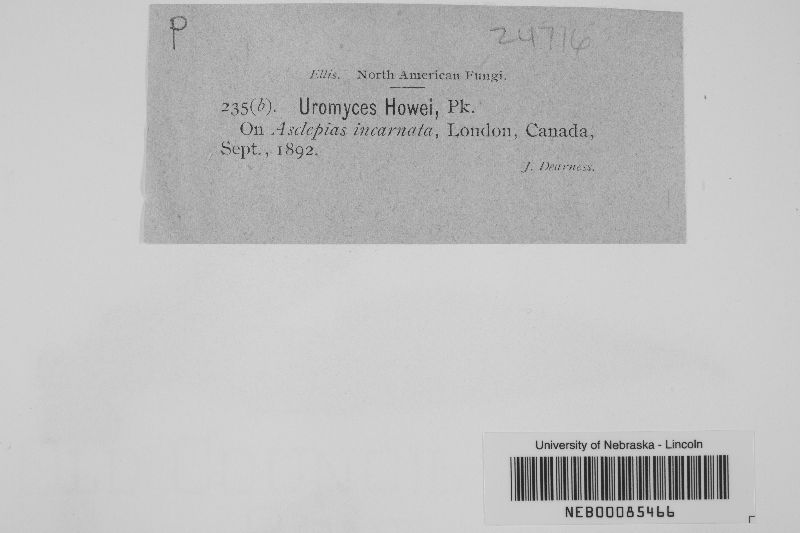 P
24716
Ellis. North American Fungi.
235(b). Uromyces Howei, Pk.
On Asclepias incarnata, London, Canada,
Sept., 1892.
J. Dearness.
University of Nebraska - Lincoln
NEB00085466